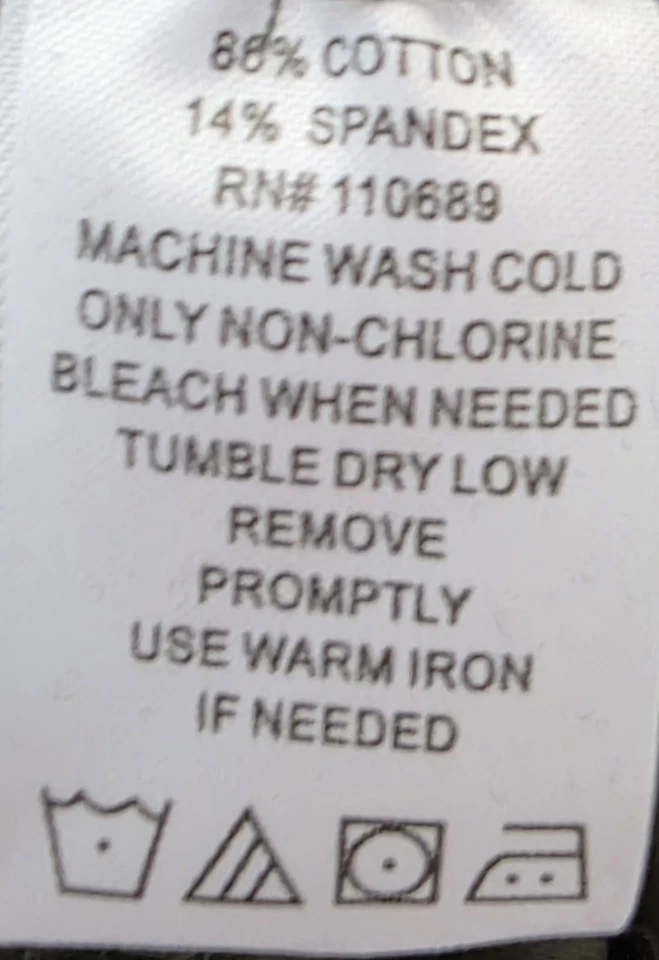 86% COTTON
14% SPANDEX
RN# 110689
MACHINE WASH COLD
ONLY NON-CHLORINE
BLEACH WHEN NEEDED
TUMBLE DRY LOW
REMOVE
PROMPTLY
USE WARM IRON
IF NEEDED